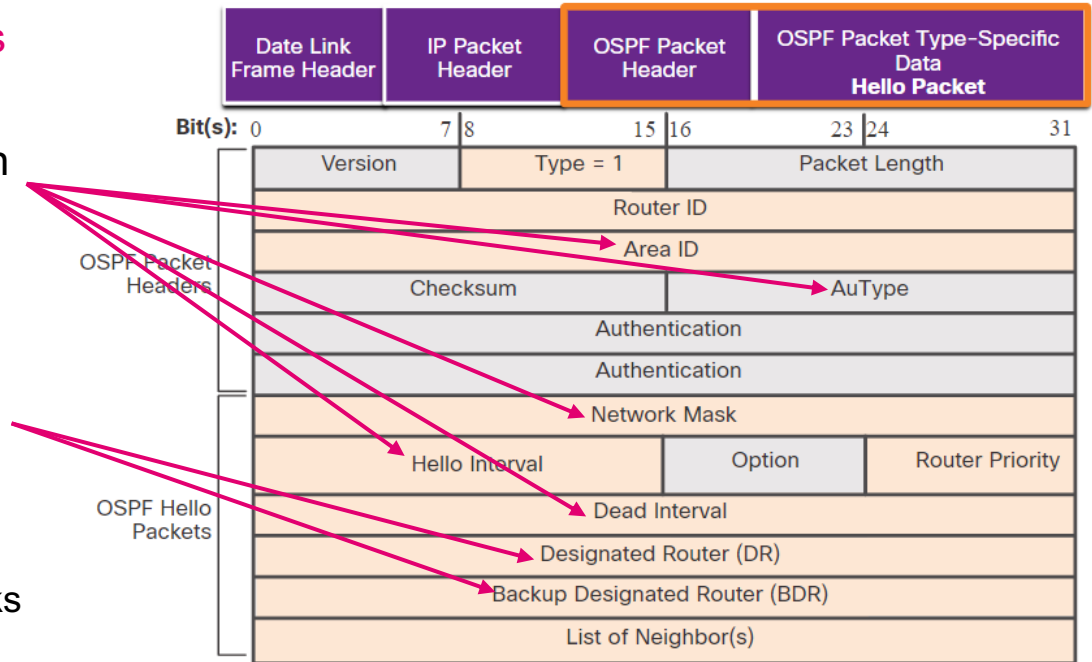 s
Date Link
Frame Header
IP Packet
Header
OSPF Packet
Header
OSPF Packet Type-Specific
Data
Hello Packet
Bit(s): 0 7 8 15 16 23 24 31
n
Version Type = 1 Packet Length
Router ID
Area ID
OSPF Packet
Headers
Checksum AuType
Authentication
Authentication
Network Mask
Hello Interval Option Router Priority
OSPF Hello
Packets
Dead Interval
Designated Router (DR)
Backup Designated Router (BDR)
ks
List of Neighbor(s)